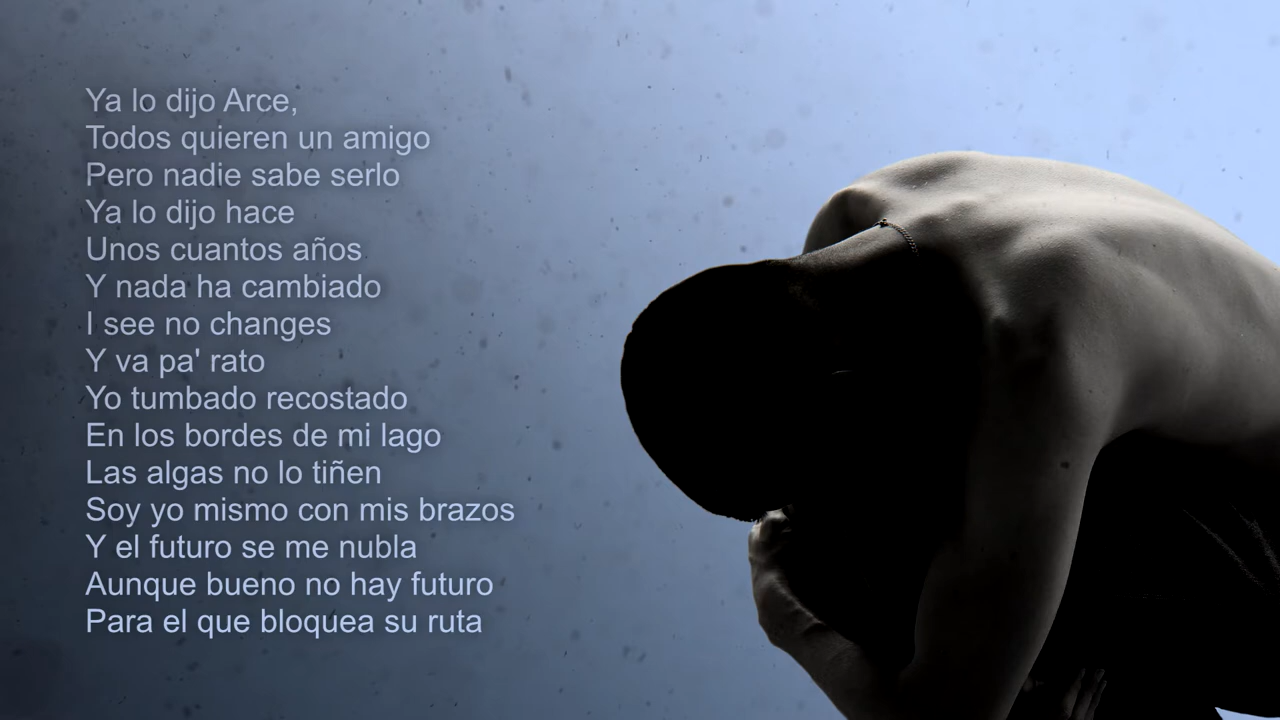 Ya lo dijo Arce,
Todos quieren un amigo
Pero nadie sabe serlo
Ya lo dijo hace
Unos cuantos años
Y nada ha cambiado
I see no changes
Y va pa' rato
Yo tumbado recostado
En los bordes de mi lago
Las algas no lo tiñen
Soy yo mismo con mis brazos
Y el futuro se me nubla
Aunque bueno no hay futuro
Para el que bloquea su ruta